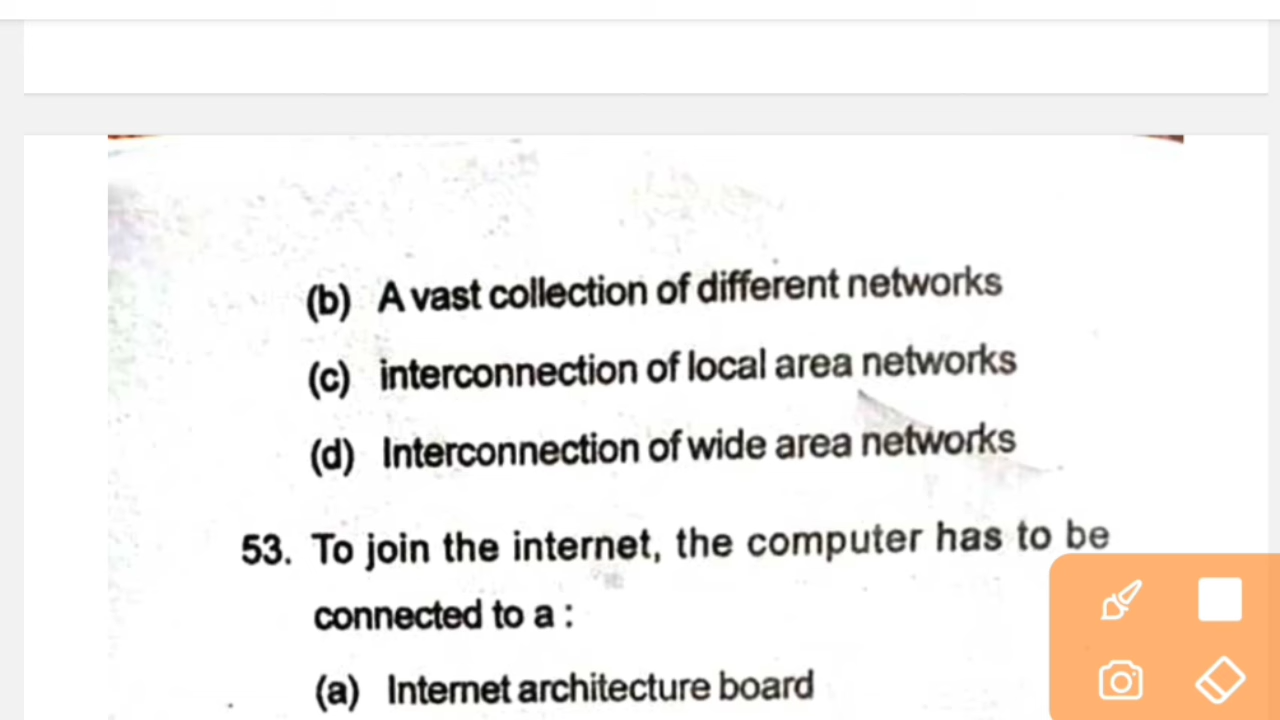 (b) A vast collection of different networks
(c) interconnection of local area networks
(d) Interconnection of wide area networks
53. To join the internet, the computer has to be
connected to a :
(a) Internet architecture board